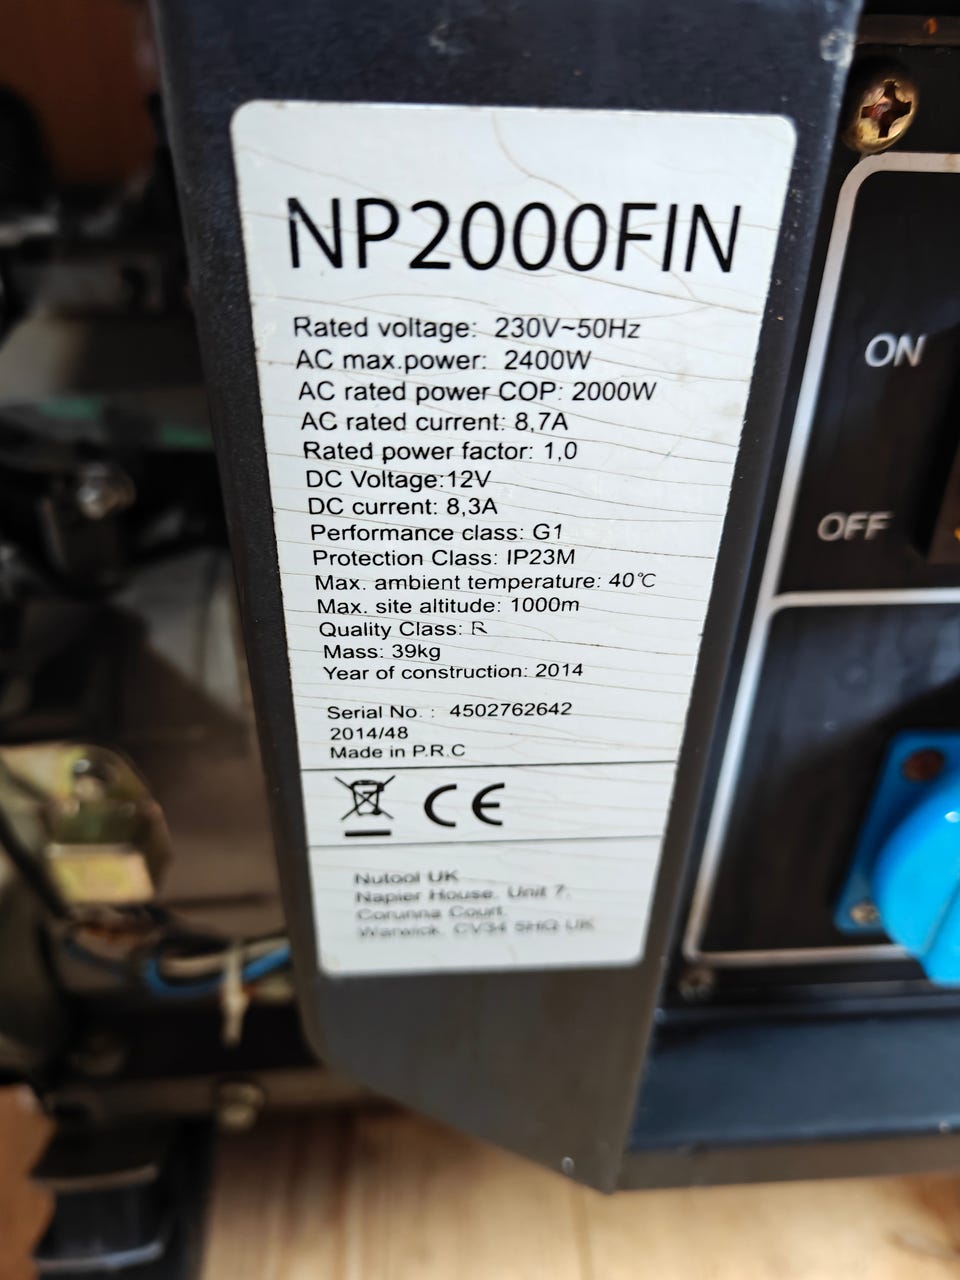 NP2000FIN
Rated voltage: 230V~50Hz
AC max.power: 2400W
AC rated power COP: 2000W
AC rated current: 8,7A
Rated power factor: 1,0
DC Voltage:12V
DC current: 8,3A
Performance class: G1
Protection Class: IP23M
Max. ambient temperature: 40℃
Max. site altitude: 1000m
Quality Class: R
Mass: 39kg
Year of construction: 2014
Serial No. : 4502762642
2014/48
Made in P.R.C
CE
Nutool UK
Napier House, Unit 7,
Corunna Court,
Warwick, CV34 5HQ UK
ON
OFF